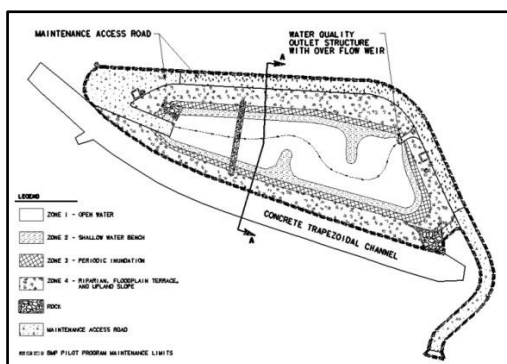 MAINTENANCE ACCESS ROAD
WATER QUALITY
OUTLET STRUCTURE
WITH OVER FLOW WEIR
A
A
CONCRETE TRAPEZOIDAL CHANNEL
LEGEND
ZONE 1 - OPEN WATER
ZONE 2 - SHALLOW WATER BENCH
ZONE 3 - PERIODIC INUNDATION
ZONE 4 - RIPARIAN, FLOODPLAIN TERRACE,
AND UPLAND SLOPE
ROCK
MAINTENANCE ACCESS ROAD
BMP PILOT PROGRAM MAINTENANCE LIMITS